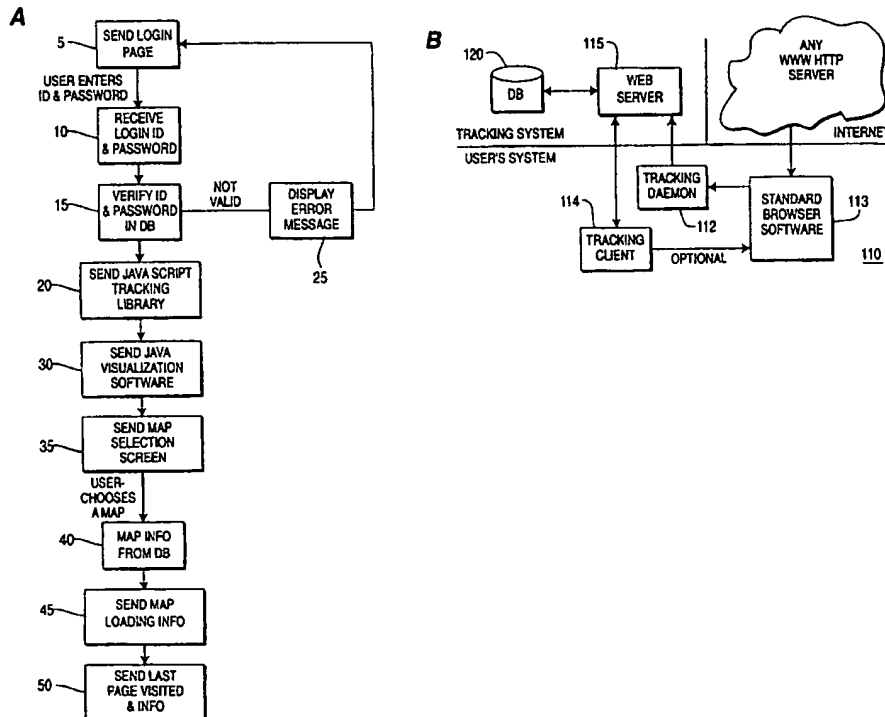 A
5
SEND LOGIN
PAGE
USER ENTERS
ID & PASSWORD
10
RECEIVE
LOGIN ID
& PASSWORD
15
VERIFY ID
& PASSWORD
IN DB
NOT
VALID
DISPLAY
ERROR
MESSAGE
25
20
SEND JAVA SCRIPT
TRACKING
LIBRARY
30
SEND JAVA
VISUALIZATION
SOFTWARE
35
SEND MAP
SELECTION
SCREEN
USER-
CHOOSES
A MAP
40
MAP INFO
FROM DB
45
SEND MAP
LOADING INFO
50
SEND LAST
PAGE VISITED
& INFO
B
120
DB
115
WEB
SERVER
ANY
WWW HTTP
SERVER
TRACKING SYSTEM
INTERNET
USER'S SYSTEM
114
TRACKING
DAEMON
112
STANDARD
BROWSER
SOFTWARE
113
TRACKING
CLIENT
OPTIONAL
110